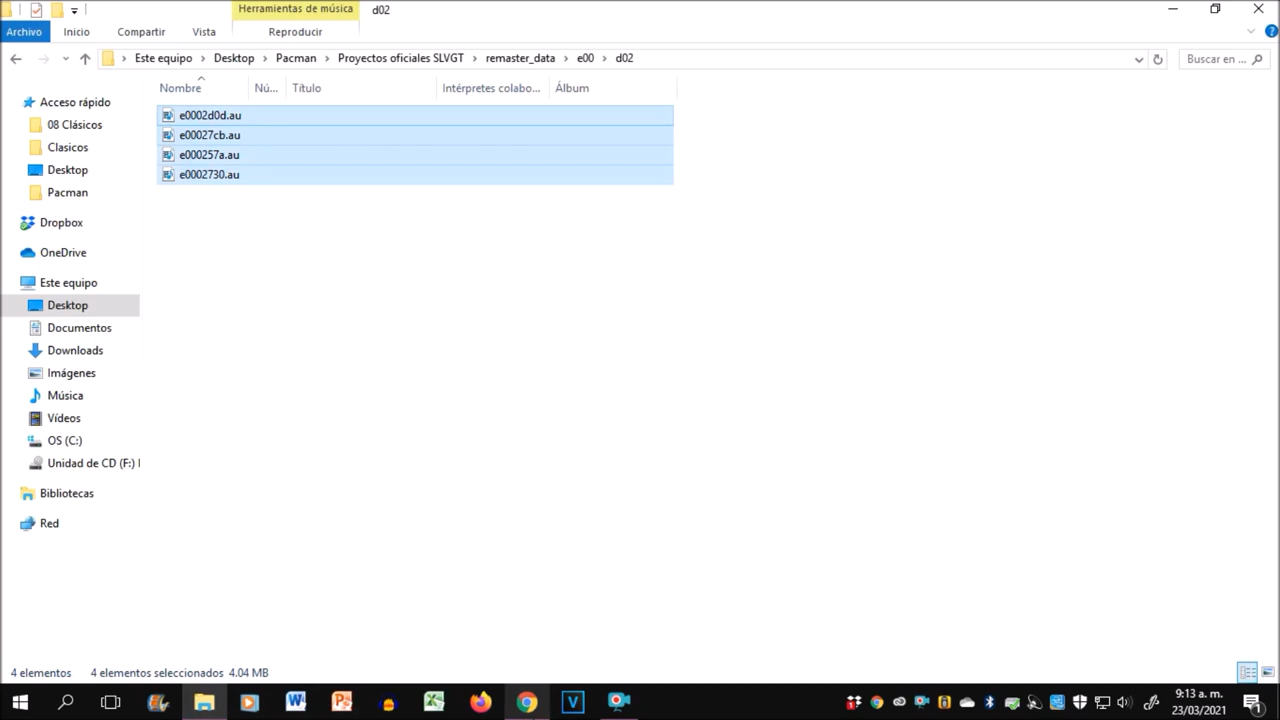 Herramientas de música
d02
Archivo
Inicio
Compartir
Vista
Reproducir
Este equipo
Desktop
Pacman
Proyectos oficiales SLVGT
remaster_data
e00
d02
Buscar en ...
Nombre
Nú...
Título
Intérpretes colabo...
Álbum
Acceso rápido
08 Clásicos
Clasicos
Desktop
Pacman
Dropbox
OneDrive
Este equipo
Desktop
Documentos
Downloads
Imágenes
Música
Vídeos
OS (C:)
Unidad de CD (F:)
Bibliotecas
Red
e0002d0d.au
e00027cb.au
e000257a.au
e0002730.au
4 elementos
4 elementos seleccionados 4.04 MB
9:13 a. m.
23/03/2021
1